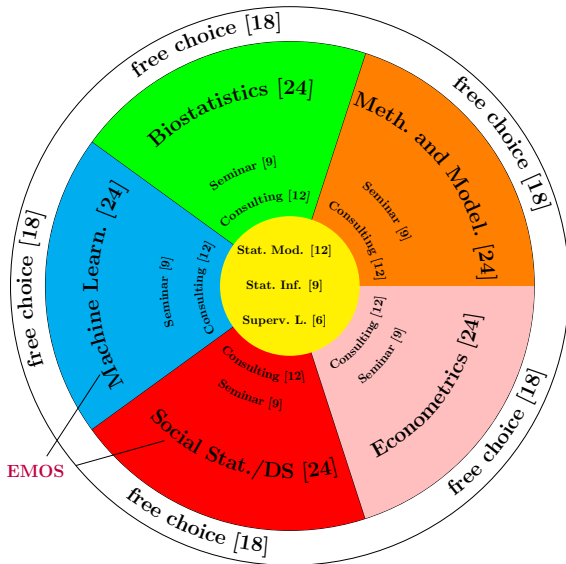 free choice [18]
free choice [18]
Biostatistics [24]
Seminar [9]
Consulting [12]
Meth. and Model. [24]
Seminar [9]
Consulting [12]
free choice [18]
Machine Learn. [24]
Seminar [9]
Consulting [12]
Stat. Mod. [12]
Stat. Inf. [9]
Superv. L. [6]
Consulting [12]
Seminar [9]
Econometrics [24]
free choice [18]
Consulting [12]
Seminar [9]
Social Stat./DS [24]
free choice [18]
EMOS